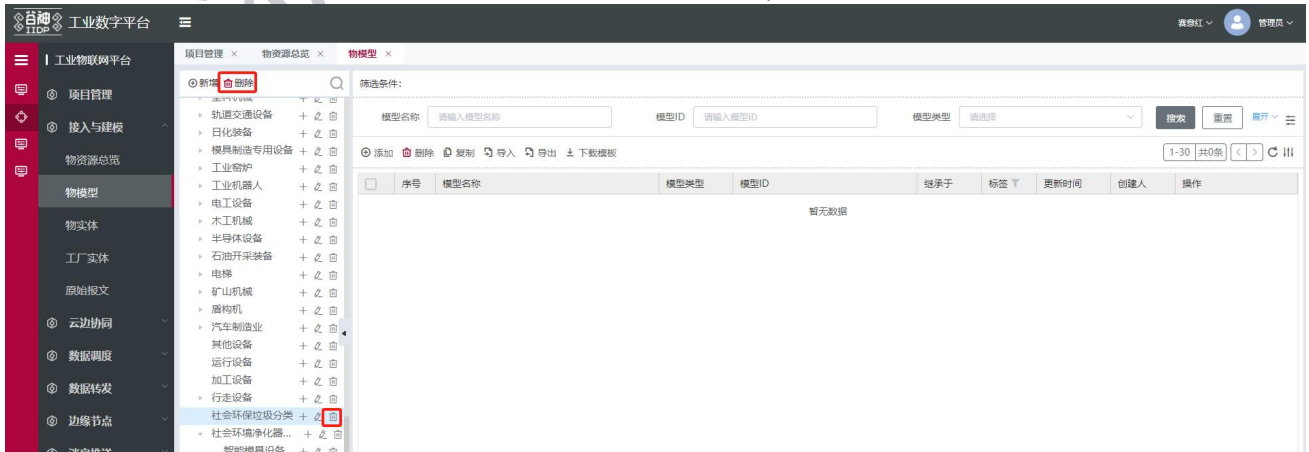 谷神 IIDP 工业数字平台
赛意红
管理员
工业物联网平台
项目管理 × 物资源总览 × 物模型 ×
新增 删除
筛选条件：
项目管理
轨道交通设备
模型名称 请输入模型名称 模型ID 请输入模型ID 模型类型 请选择 搜索 重置 展开
接入与建模
日化装备
模具制造专用设备
添加 删除 复制 导入 导出 下载模板
1-30 共0条
物资源总览
工业窑炉
工业机器人
序号 模型名称 模型类型 模型ID 继承于 标签 更新时间 创建人 操作
物模型
电工设备
暂无数据
木工机械
物实体
半导体设备
石油开采装备
工厂实体
电梯
矿山机械
原始报文
盾构机
云边协同
汽车制造业
其他设备
数据调度
运行设备
加工设备
数据转发
行走设备
社会环保垃圾分类
边缘节点
社会环境净化器...
智能模具设备